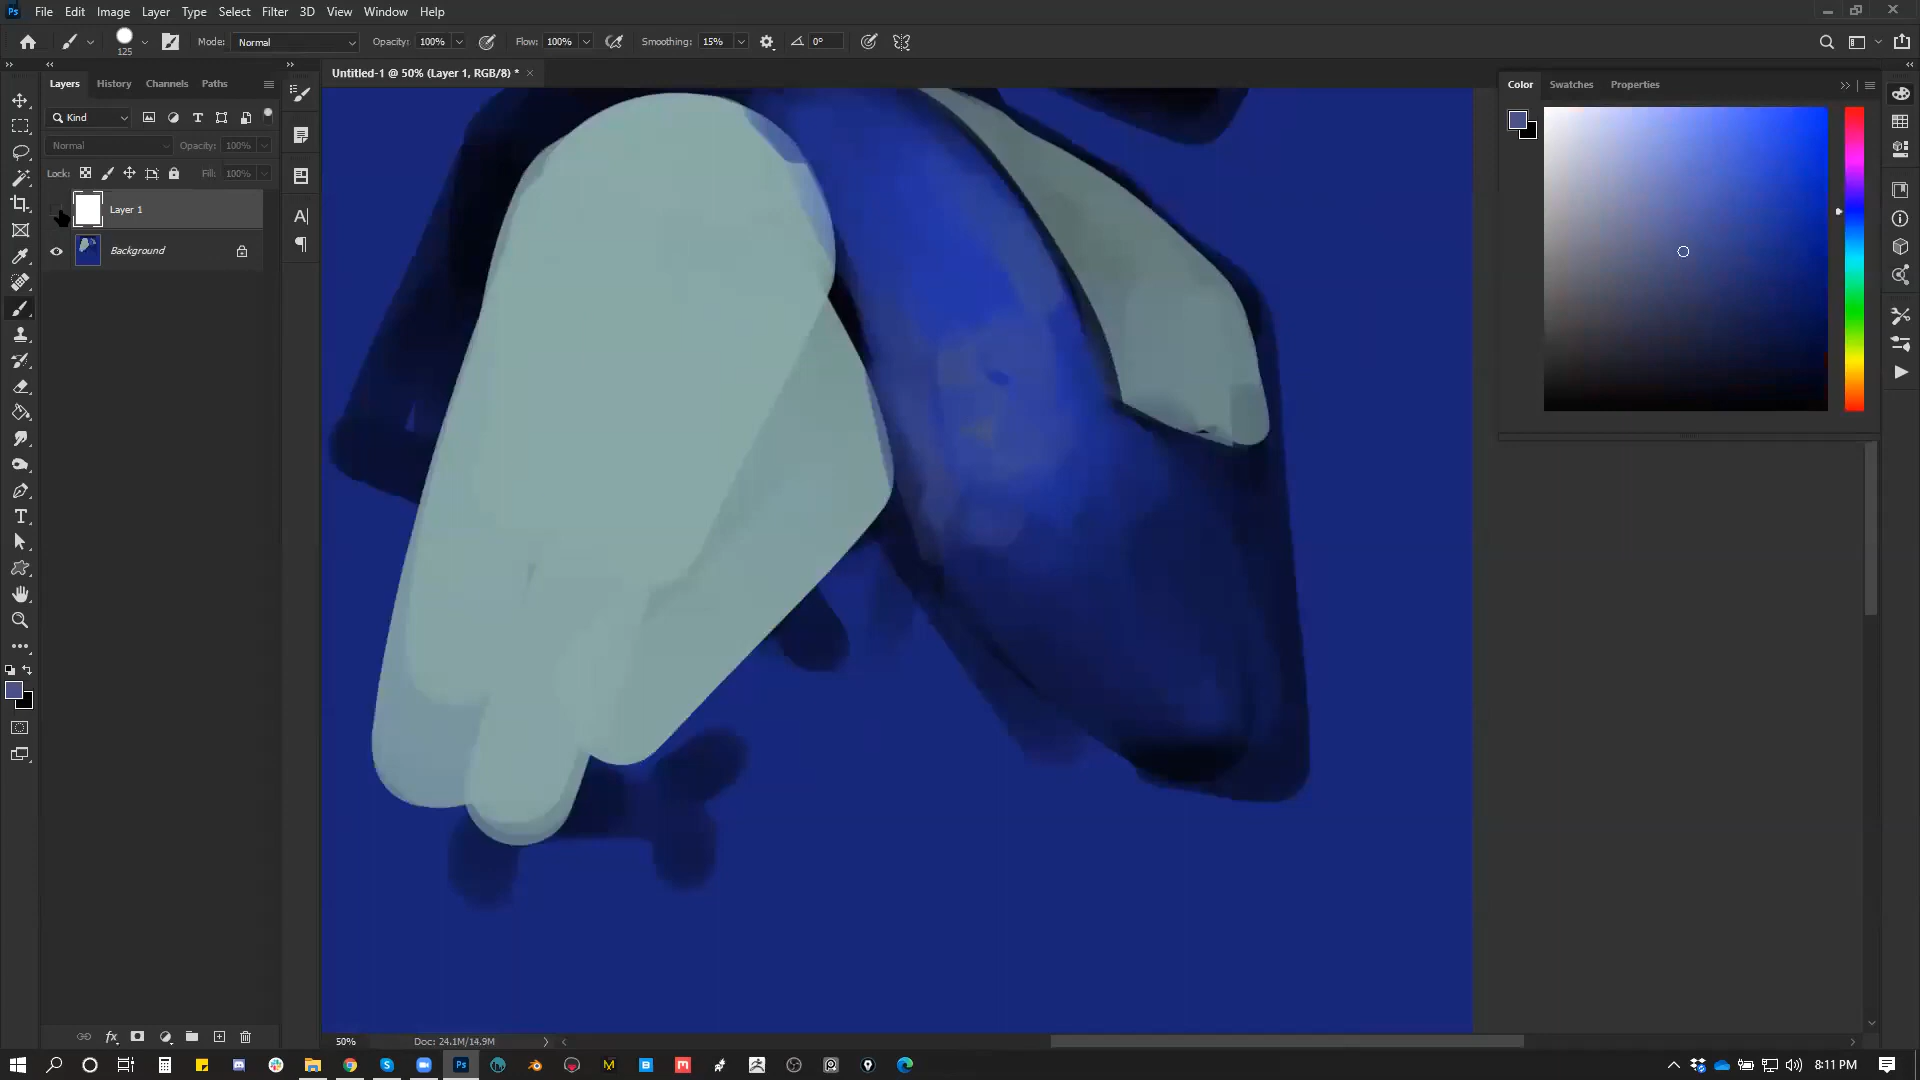 Ps File Edit Image Layer Type Select Filter 3D View Window Help
125 Mode: Normal Opacity: 100% Flow: 100% Smoothing: 15% 0°
Layers History Channels Paths
Untitled-1 @ 50% (Layer 1, RGB/8) * ×
Color Swatches Properties
Kind
Normal Opacity: 100%
Lock: Fill: 100%
Layer 1
Background
50% Doc: 24.1M/14.9M
8:11 PM